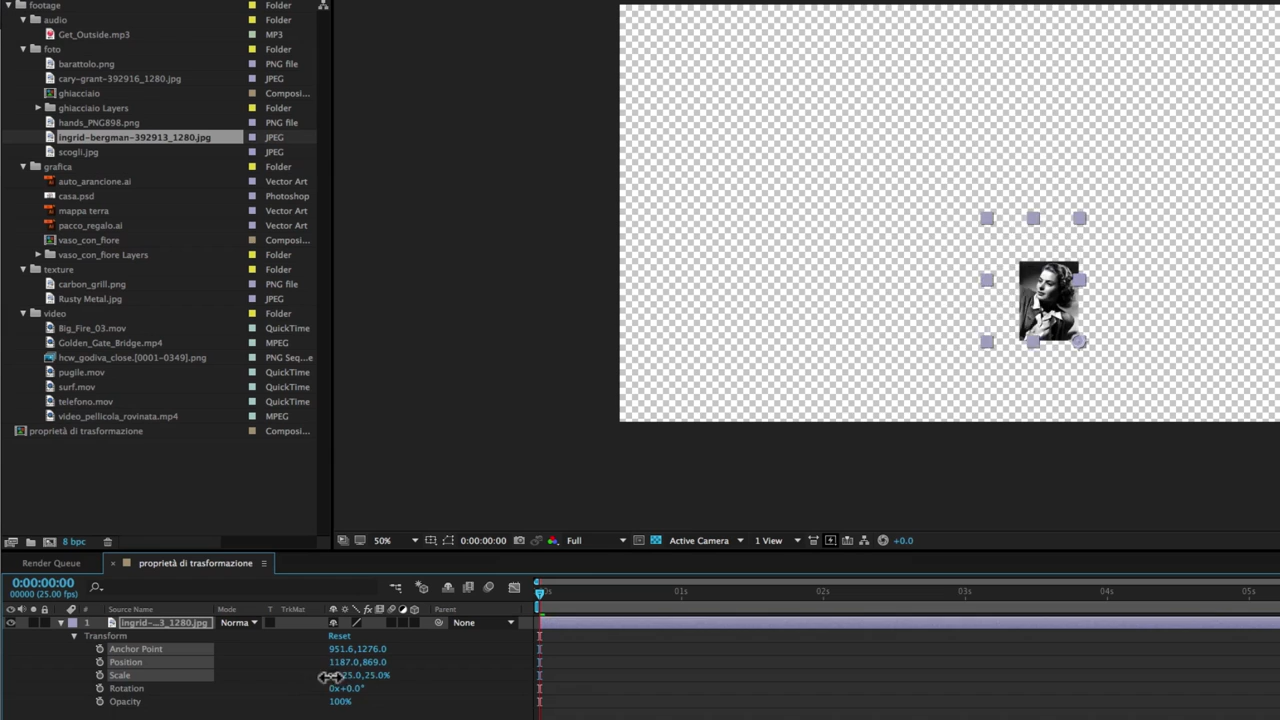 footage Folder
audio Folder
Get_Outside.mp3 MP3
foto Folder
barattolo.png PNG file
cary-grant-392916_1280.jpg JPEG
ghiacciaio Composi...
ghiacciaio Layers Folder
hands_PNG898.png PNG file
ingrid-bergman-392913_1280.jpg JPEG
scogli.jpg JPEG
grafica Folder
auto_arancione.ai Vector Art
casa.psd Photoshop
mappa terra Vector Art
pacco_regalo.ai Vector Art
vaso_con_fiore Composi...
vaso_con_fiore Layers Folder
texture Folder
carbon_grill.png PNG file
Rusty Metal.jpg JPEG
video Folder
Big_Fire_03.mov QuickTime
Golden_Gate_Bridge.mp4 MPEG
hcw_godiva_close.[0001-0349].png PNG Seq...e
pugile.mov QuickTime
surf.mov QuickTime
telefono.mov QuickTime
video_pellicola_rovinata.mp4 MPEG
proprietà di trasformazione Composi...
8 bpc 50% 0:00:00:00 Full Active Camera 1 View +0.0
Render Queue × proprietà di trasformazione
0:00:00:00
00000 (25.00 fps) 0s 01s 02s 03s 04s 05s
# Source Name Mode T TrkMat fx Parent
1 ingrid-...3_1280.jpg Norma None
Transform Reset
Anchor Point 951.6,1276.0
Position 1187.0,869.0
Scale 25.0,25.0%
Rotation 0x+0.0°
Opacity 100%